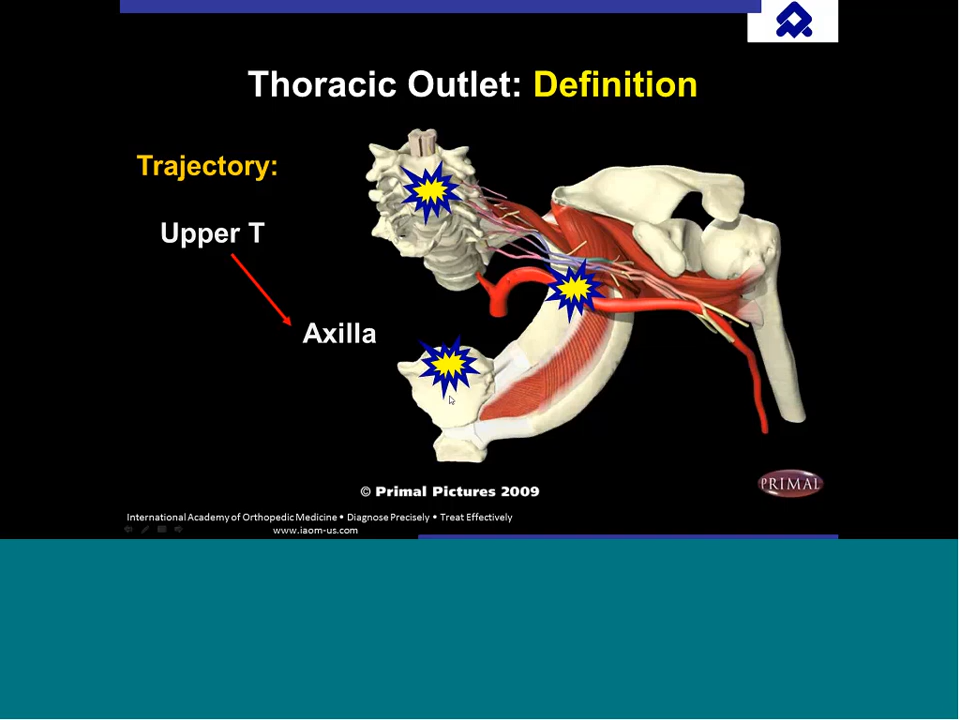 Thoracic Outlet: Definition
Trajectory:
Upper T
Axilla
© Primal Pictures 2009
PRIMAL
International Academy of Orthopedic Medicine • Diagnose Precisely • Treat Effectively
www.iaom-us.com